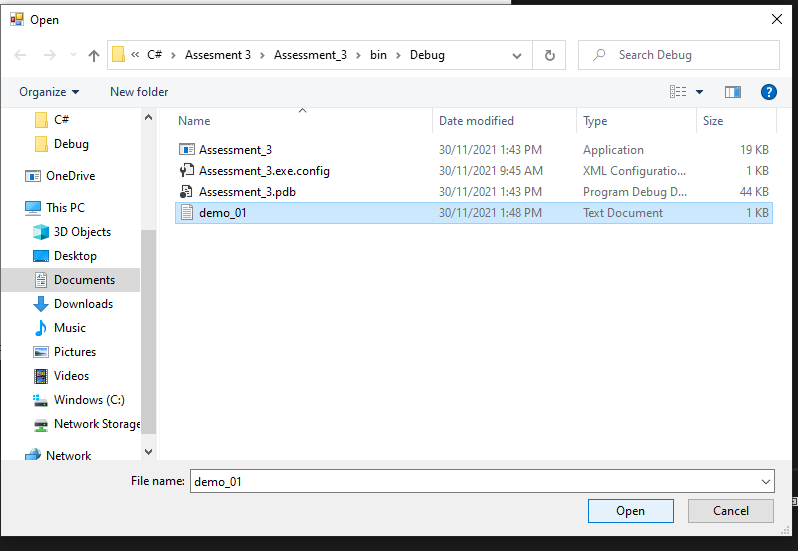 Open
« C# > Assesment 3 > Assessment_3 > bin > Debug
Search Debug
Organize
New folder
?
C#
Debug
OneDrive
This PC
3D Objects
Desktop
Documents
Downloads
Music
Pictures
Videos
Windows (C:)
Network Storage
Network
Name Date modified Type Size
Assessment_3 30/11/2021 1:43 PM Application 19 KB
Assessment_3.exe.config 30/11/2021 9:45 AM XML Configuratio... 1 KB
Assessment_3.pdb 30/11/2021 1:43 PM Program Debug D... 44 KB
demo_01 30/11/2021 1:48 PM Text Document 1 KB
File name: demo_01
Open Cancel